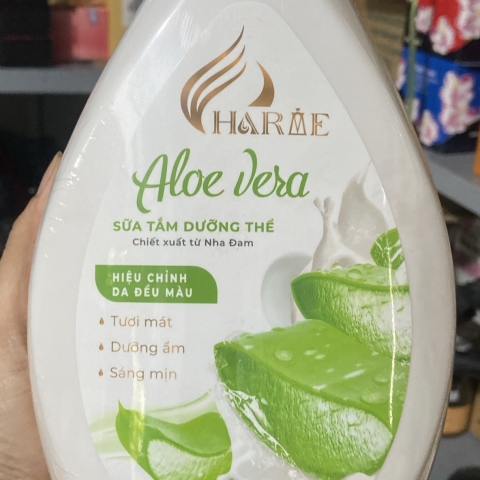 HARIE
Aloe vera
SỮA TẮM DƯỠNG THỂ
Chiết xuất từ Nha Đam
HIỆU CHỈNH
DA ĐỀU MÀU
Tươi mát
Dưỡng ẩm
Sáng mịn